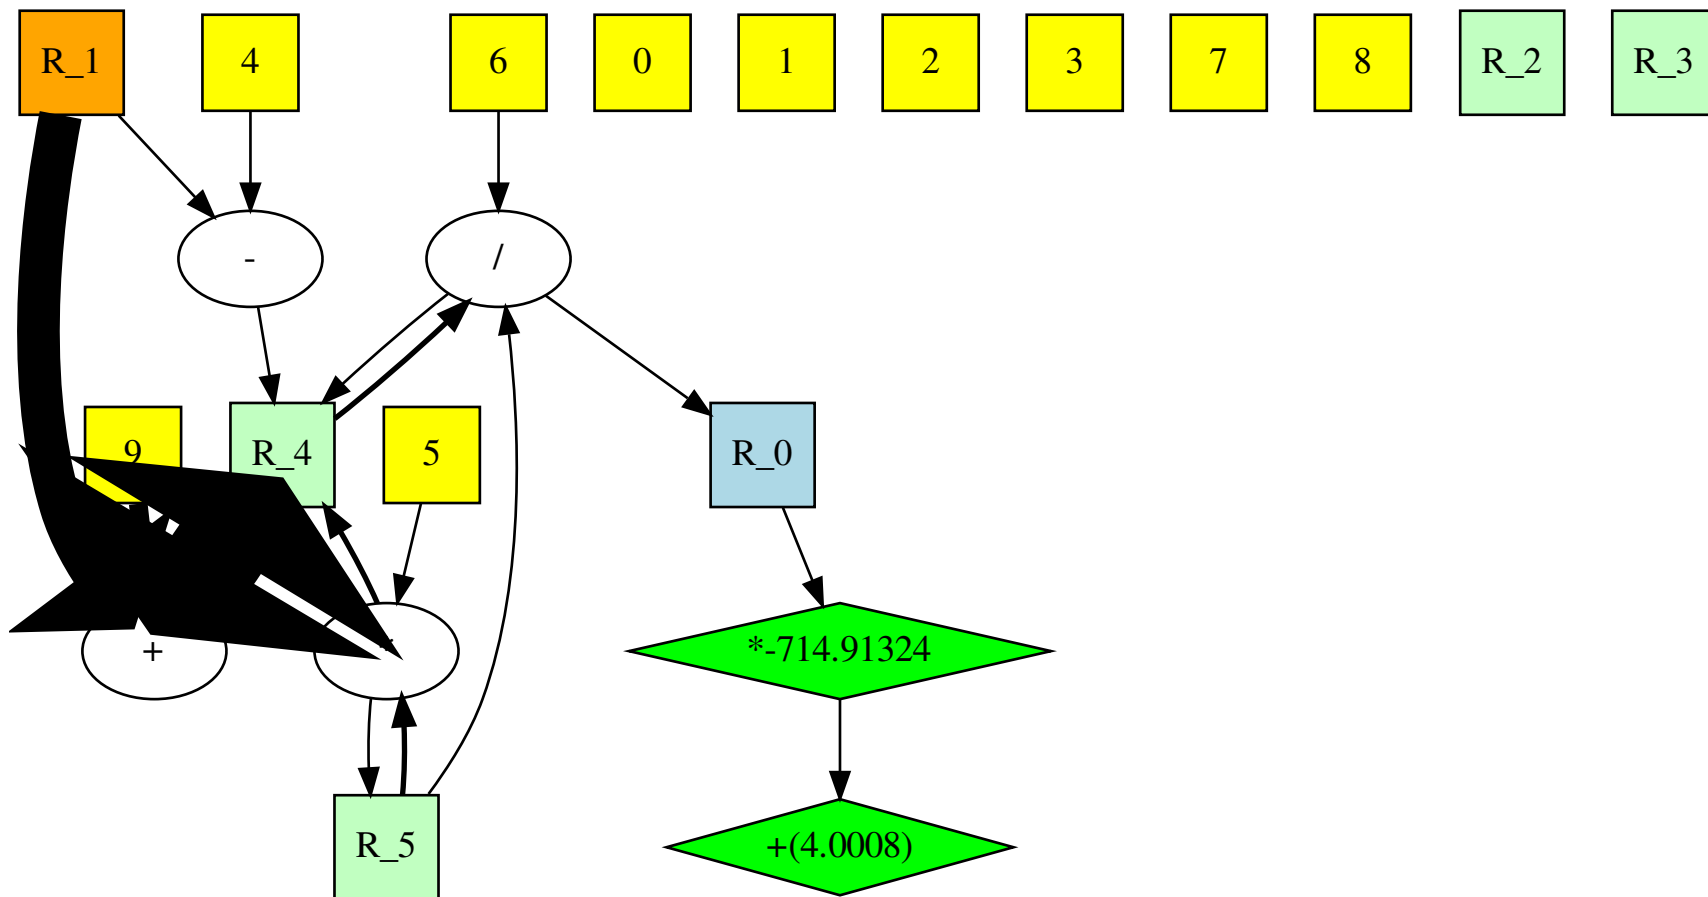 R_1 4 6 0 1 2 3 7 8 R_2 R_3
- /
9 R_4 5 R_0
+ * *-714.91324
R_5 +(4.0008)